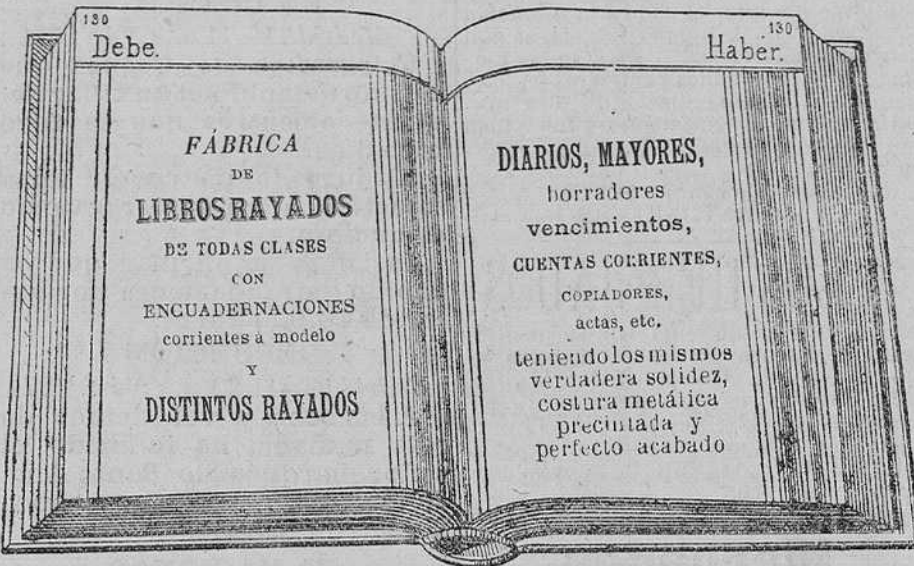 130
Debe.
FÁBRICA
DE
LIBROS RAYADOS
DE TODAS CLASES
CON
ENCUADERNACIONES
corrientes à modelo
Y
DISTINTOS RAYADOS
130
Haber.
DIARIOS, MAYORES,
borradores
vencimientos,
CUENTAS CORRIENTES,
COPIADORES,
actas, etc.
teniendo los mismos
verdadera solidez,
costura metálica
precintada y
perfecto acabado